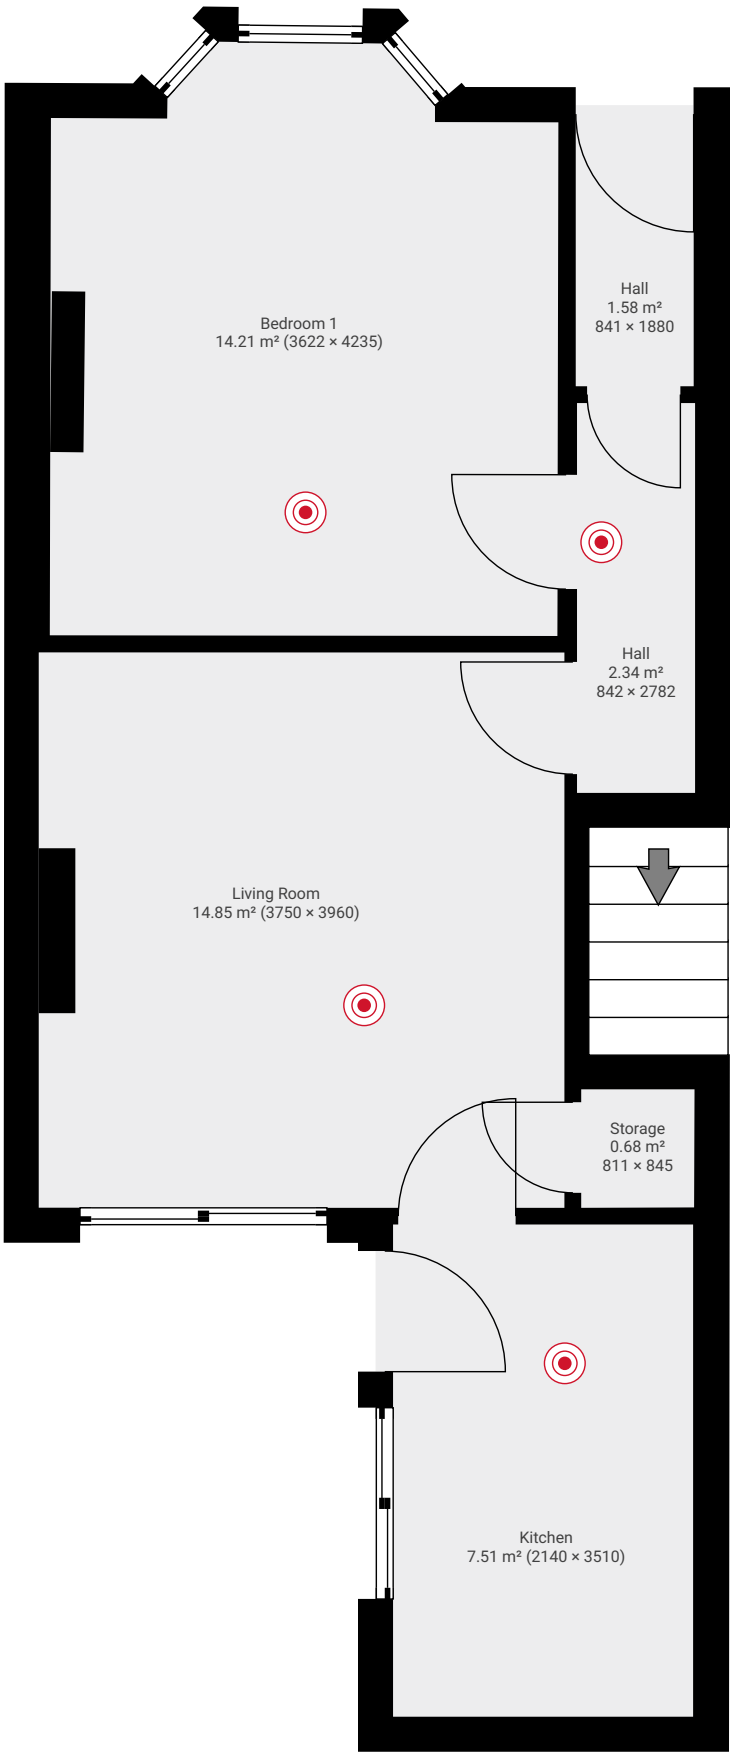 Hall
1.58 m²
841 × 1880
Bedroom 1
14.21 m² (3622 × 4235)
Hall
2.34 m²
842 × 2782
Living Room
14.85 m² (3750 × 3960)
Storage
0.68 m²
811 × 845
Kitchen
7.51 m² (2140 × 3510)